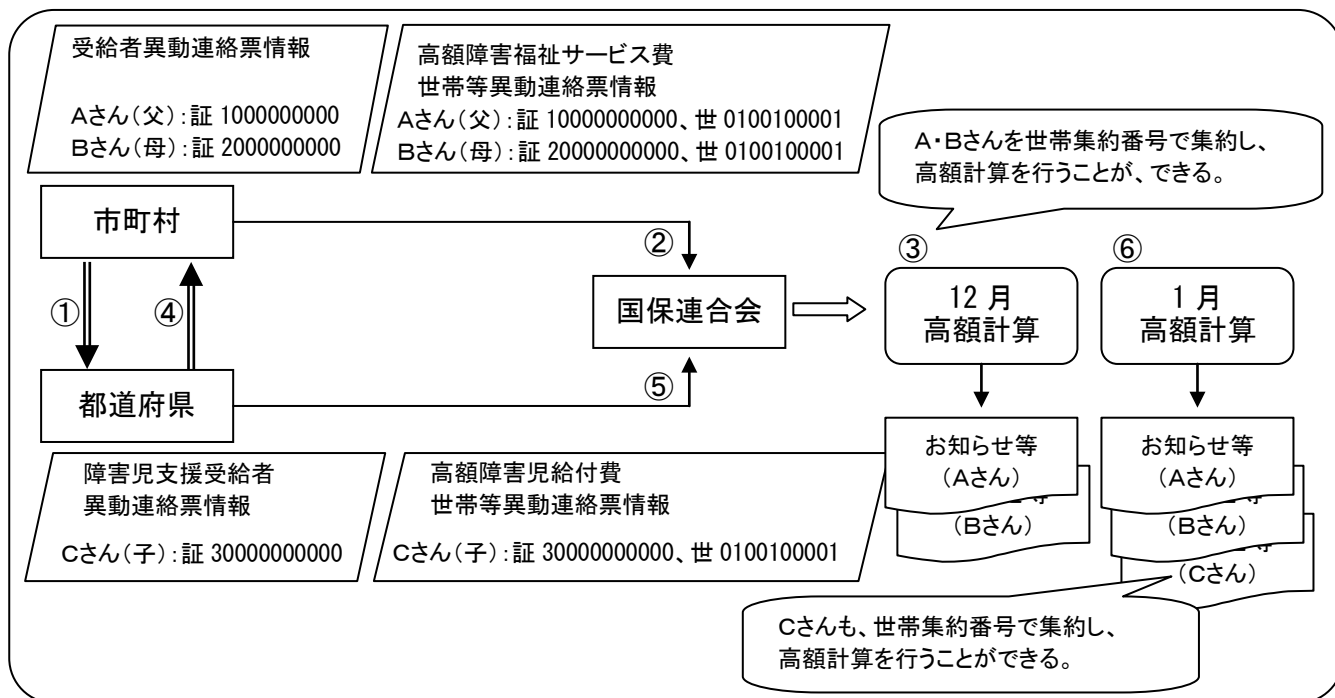 受給者異動連絡票情報
Aさん(父):証 1000000000
Bさん(母):証 2000000000
高額障害福祉サービス費
世帯等異動連絡票情報
Aさん(父):証 10000000000、世 0100100001
Bさん(母):証 20000000000、世 0100100001
A・Bさんを世帯集約番号で集約し、
高額計算を行うことが、できる。
市町村
①
④
②
国保連合会
③
12 月
高額計算
⑥
1 月
高額計算
都道府県
⑤
お知らせ等
(Aさん)
(Bさん)
お知らせ等
(Aさん)
(Bさん)
(Cさん)
障害児支援受給者
異動連絡票情報
Cさん(子):証 30000000000
高額障害児給付費
世帯等異動連絡票情報
Cさん(子):証 30000000000、世 0100100001
Cさんも、世帯集約番号で集約し、
高額計算を行うことができる。